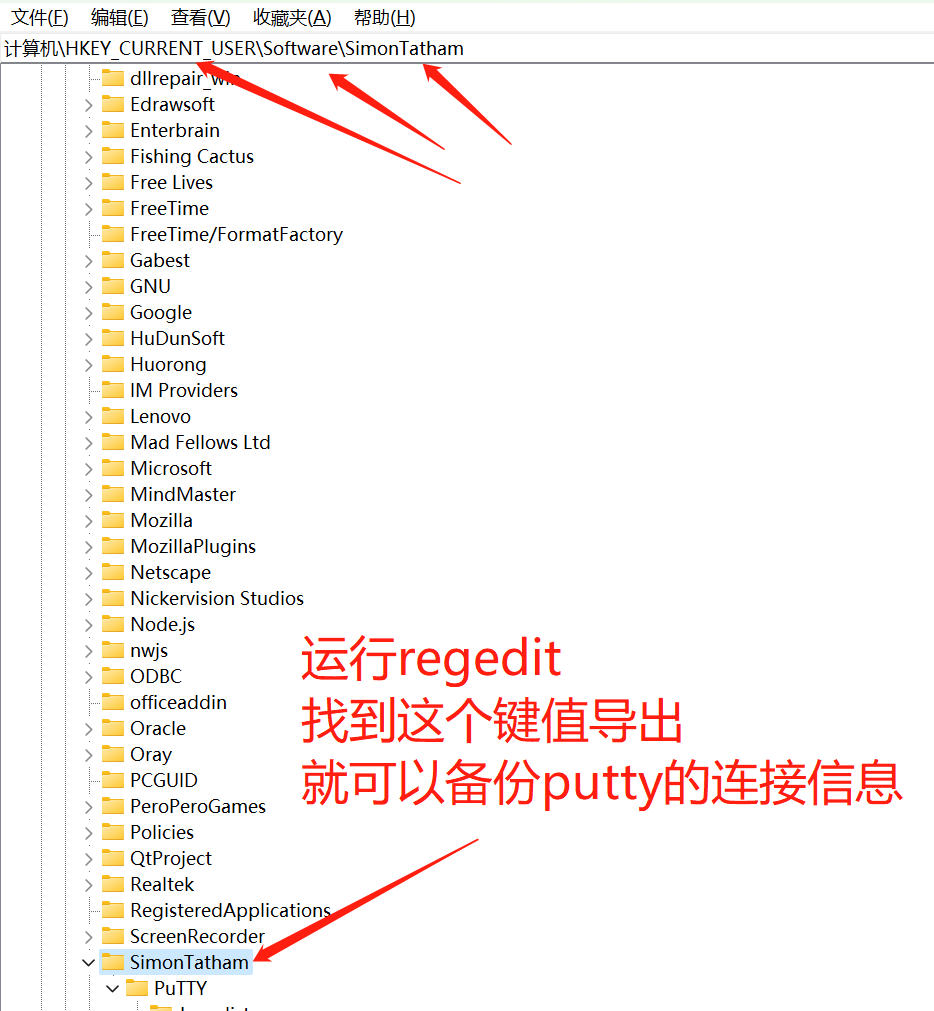 文件(F) 编辑(E) 查看(V) 收藏夹(A) 帮助(H)
计算机\HKEY_CURRENT_USER\Software\SimonTatham
dllrepair_win
Edrawsoft
Enterbrain
Fishing Cactus
Free Lives
FreeTime
FreeTime/FormatFactory
Gabest
GNU
Google
HuDunSoft
Huorong
IM Providers
Lenovo
Mad Fellows Ltd
Microsoft
MindMaster
Mozilla
MozillaPlugins
Netscape
Nickervision Studios
Node.js
nwjs
ODBC
officeaddin
Oracle
Oray
PCGUID
PeroPeroGames
Policies
QtProject
Realtek
RegisteredApplications
ScreenRecorder
SimonTatham
PuTTY
运行regedit
找到这个键值导出
就可以备份putty的连接信息